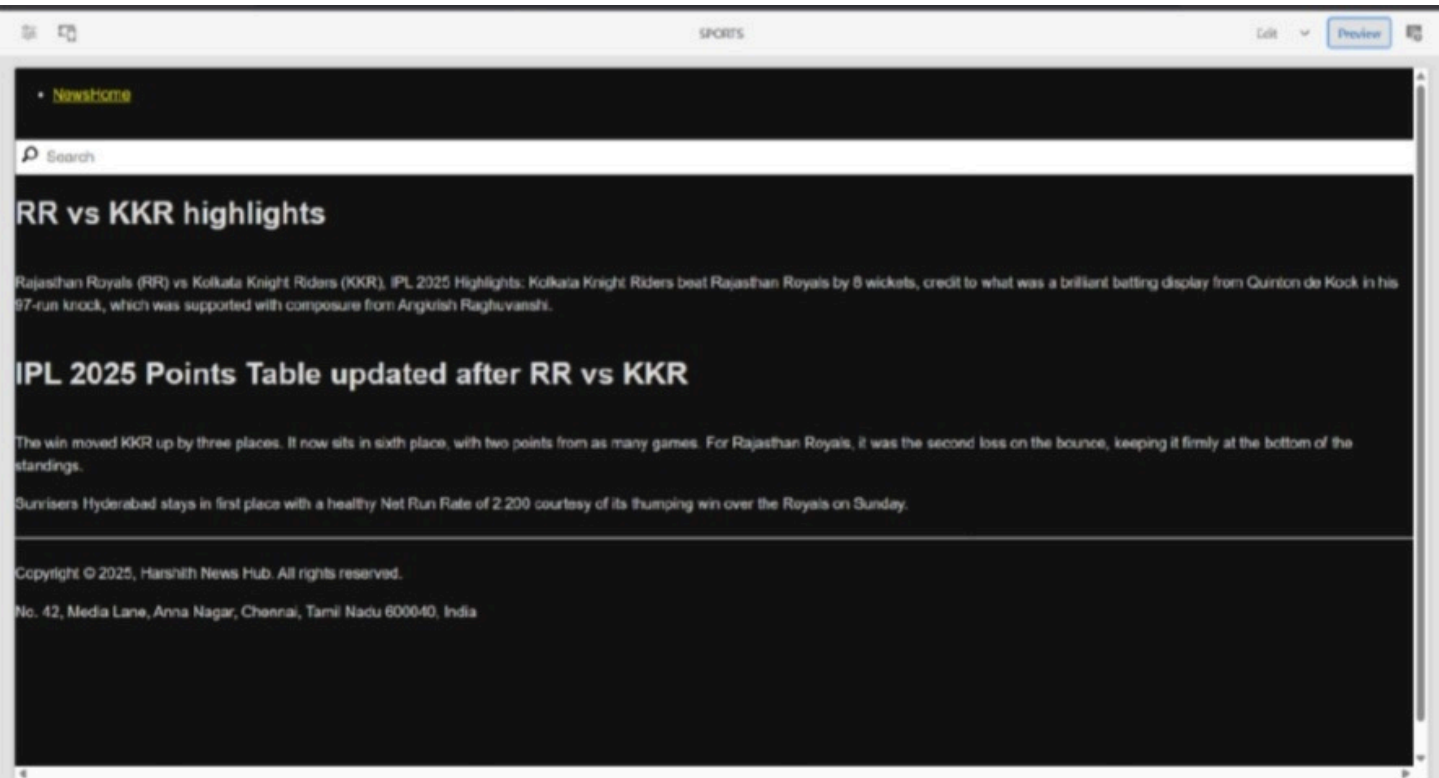 SPORTS
Edit
Preview
NewsHome
Search
RR vs KKR highlights
Rajasthan Royals (RR) vs Kolkata Knight Riders (KKR), IPL 2025 Highlights: Kolkata Knight Riders beat Rajasthan Royals by 8 wickets, credit to what was a brilliant batting display from Quinton de Kock in his
97-run knock, which was supported with composure from Angkrish Raghuvanshi.
IPL 2025 Points Table updated after RR vs KKR
The win moved KKR up by three places. It now sits in sixth place, with two points from as many games. For Rajasthan Royals, it was the second loss on the bounce, keeping it firmly at the bottom of the
standings.
Sunrisers Hyderabad stays in first place with a healthy Net Run Rate of 2.200 courtesy of its thumping win over the Royals on Sunday.
Copyright © 2025, Harshith News Hub. All rights reserved.
No. 42, Media Lane, Anna Nagar, Chennai, Tamil Nadu 600040, India